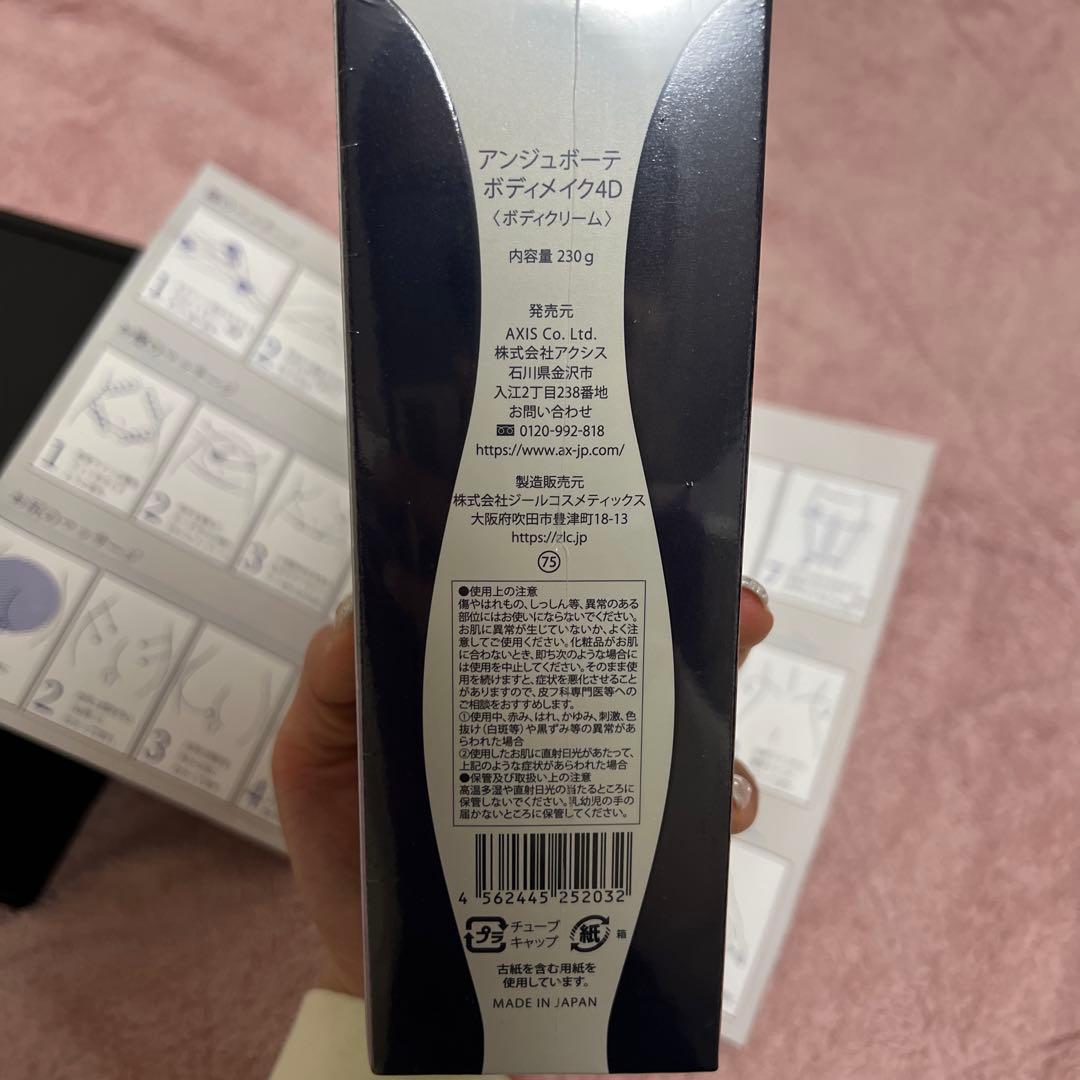 アンジュボーテ
ボディメイク4D
〈ボディクリーム〉
内容量 230g
発売元
AXIS Co. Ltd.
株式会社アクシス
石川県金沢市
入江2丁目238番地
お問い合わせ
0120-992-818
https://www.ax-jp.com/
製造販売元
株式会社ジールコスメティックス
大阪府吹田市豊津町18-13
https://zlc.jp
75
●使用上の注意
傷やはれもの、しっしん等、異常のある
部位にはお使いにならないでください。
お肌に異常が生じていないか、よく注
意してご使用ください。化粧品がお肌
に合わないとき、即ち次のような場合に
は使用を中止してください。そのまま使
用を続けますと、症状を悪化させること
がありますので、皮フ科専門医等への
ご相談をおすすめします。
①使用中、赤み、はれ、かゆみ、刺激、色
抜け(白斑等)や黒ずみ等の異常があ
らわれた場合
②使用したお肌に直射日光があたって、
上記のような症状があらわれた場合
●保管及び取扱い上の注意
高温多湿や直射日光の当たるところに
保管しないでください。乳幼児の手の
届かないところに保管してください。
4 562445 252032
プラ
チューブ
キャップ
紙
箱
古紙を含む用紙を
使用しています。
MADE IN JAPAN
1
2
1
2
3
2
3